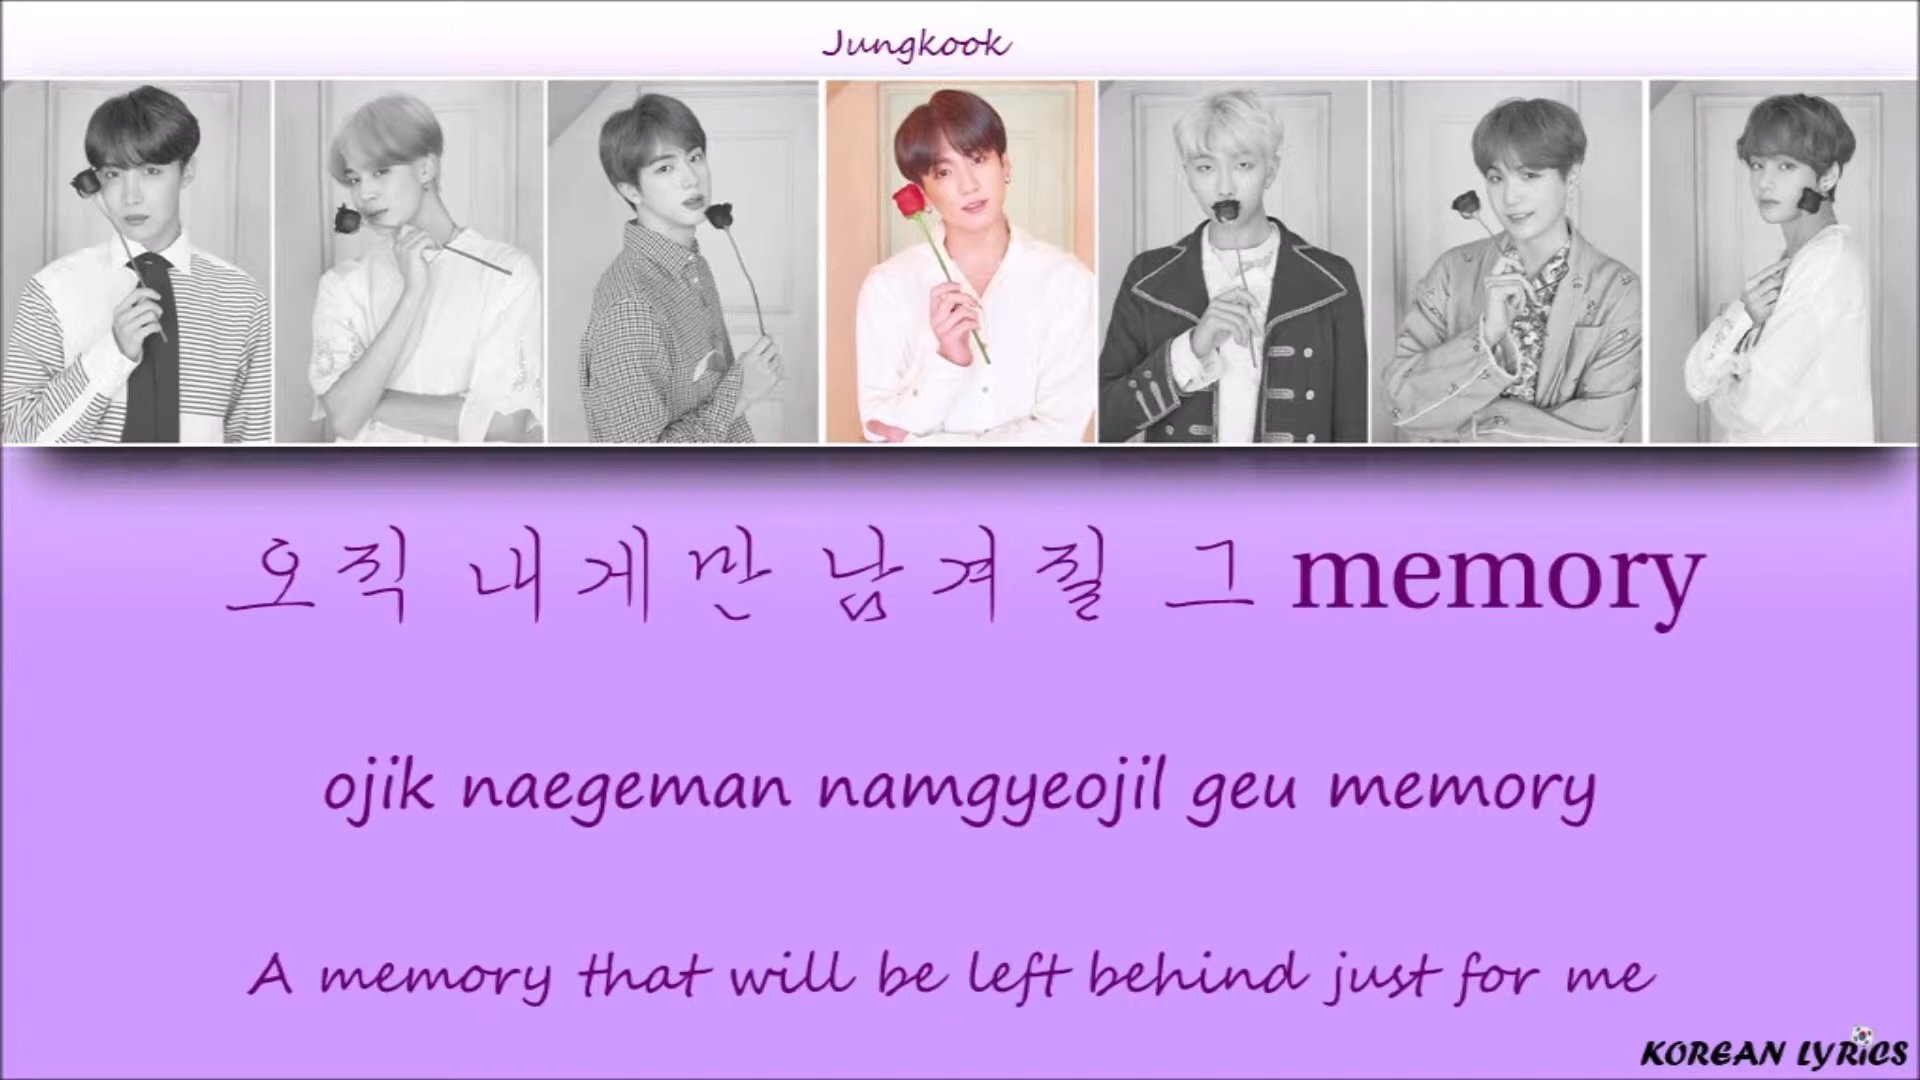 Jungkook
오직 내게만 남겨질 그 memory
ojik naegeman namgyeojil geu memory
A memory that will be left behind just for me
KOREAN LYRICS